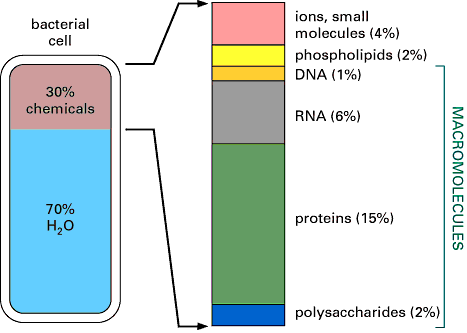 bacterial
cell
30%
chemicals
70%
H₂O
ions, small
molecules (4%)
phospholipids (2%)
DNA (1%)
RNA (6%)
proteins (15%)
polysaccharides (2%)
MACROMOLECULES